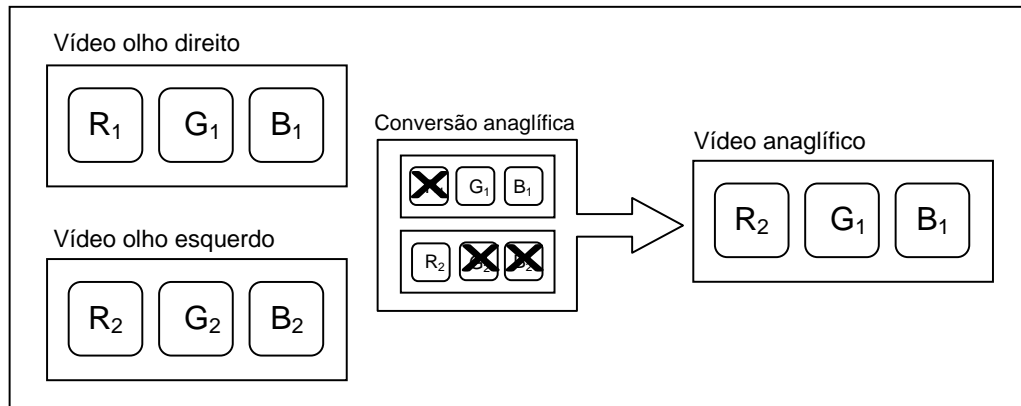 Vídeo olho direito
R1 G1 B1
Vídeo olho esquerdo
R2 G2 B2
Conversão anaglífica
G1 B1
R2
Vídeo anaglífico
R2 G1 B1